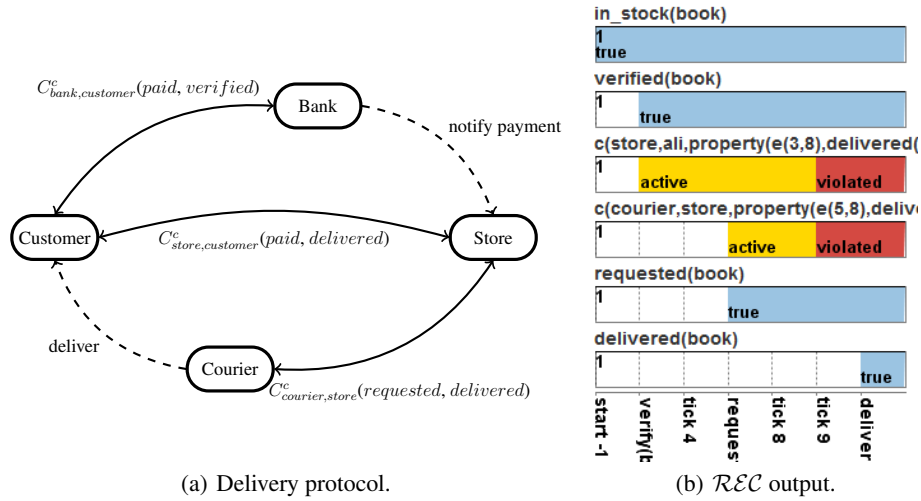 C^c_{bank,customer}(paid, verified)
Bank
notify payment
Customer
C^c_{store,customer}(paid, delivered)
Store
deliver
Courier
C^c_{courier,store}(requested, delivered)
(a) Delivery protocol.
in_stock(book)
1
true
verified(book)
1
true
c(store,ali,property(e(3,8),delivered(
1
active
violated
c(courier,store,property(e(5,8),delive
1
active
violated
requested(book)
1
true
delivered(book)
1
true
start -1
verify(b
tick 4
reques
tick 8
tick 9
deliver
(b) REC output.